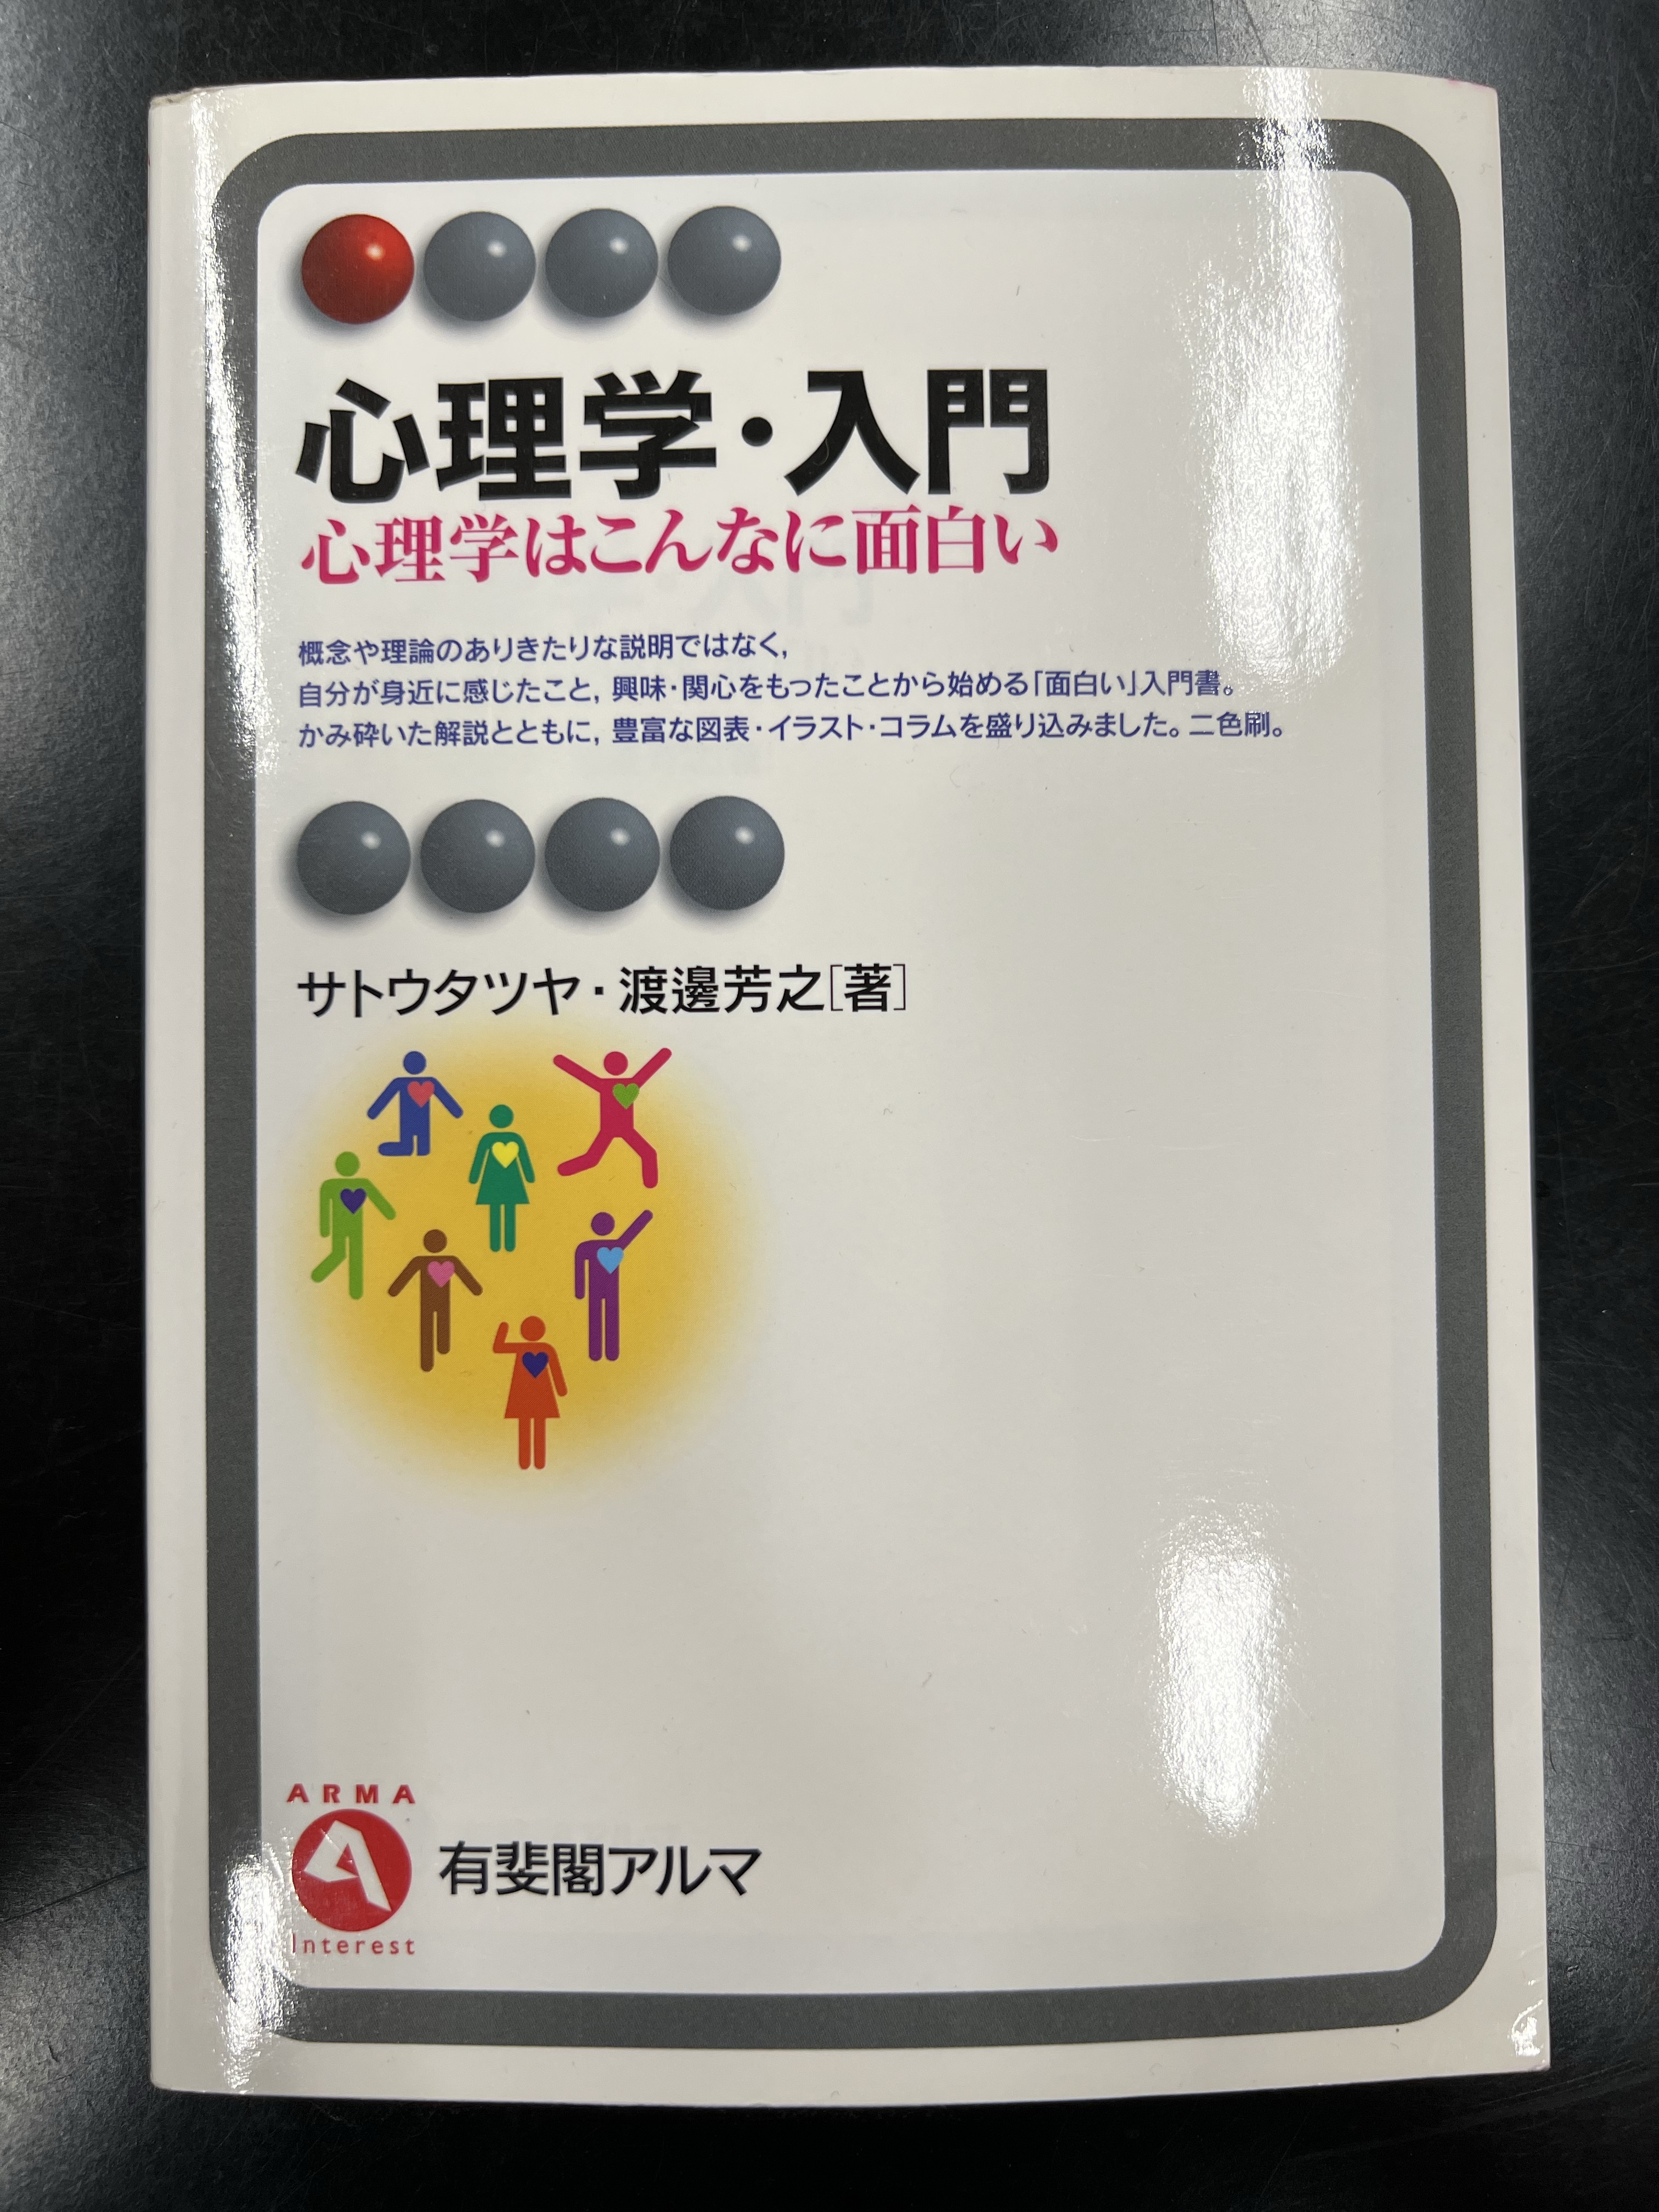 心理学・入門
心理学はこんなに面白い
概念や理論のありきたりな説明ではなく,
自分が身近に感じたこと, 興味・関心をもったことから始める「面白い」入門書。
かみ砕いた解説とともに, 豊富な図表・イラスト・コラムを盛り込みました。二色刷。
サトウタツヤ・渡邊芳之[著]
ARMA
有斐閣アルマ
Interest